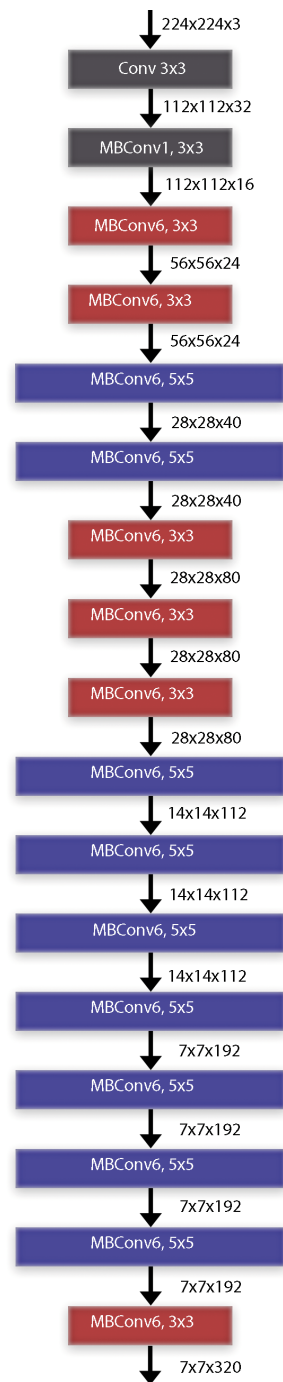 224x224x3
Conv 3x3
112x112x32
MBConv1, 3x3
112x112x16
MBConv6, 3x3
56x56x24
MBConv6, 3x3
56x56x24
MBConv6, 5x5
28x28x40
MBConv6, 5x5
28x28x40
MBConv6, 3x3
28x28x80
MBConv6, 3x3
28x28x80
MBConv6, 3x3
28x28x80
MBConv6, 5x5
14x14x112
MBConv6, 5x5
14x14x112
MBConv6, 5x5
14x14x112
MBConv6, 5x5
7x7x192
MBConv6, 5x5
7x7x192
MBConv6, 5x5
7x7x192
MBConv6, 5x5
7x7x192
MBConv6, 3x3
7x7x320